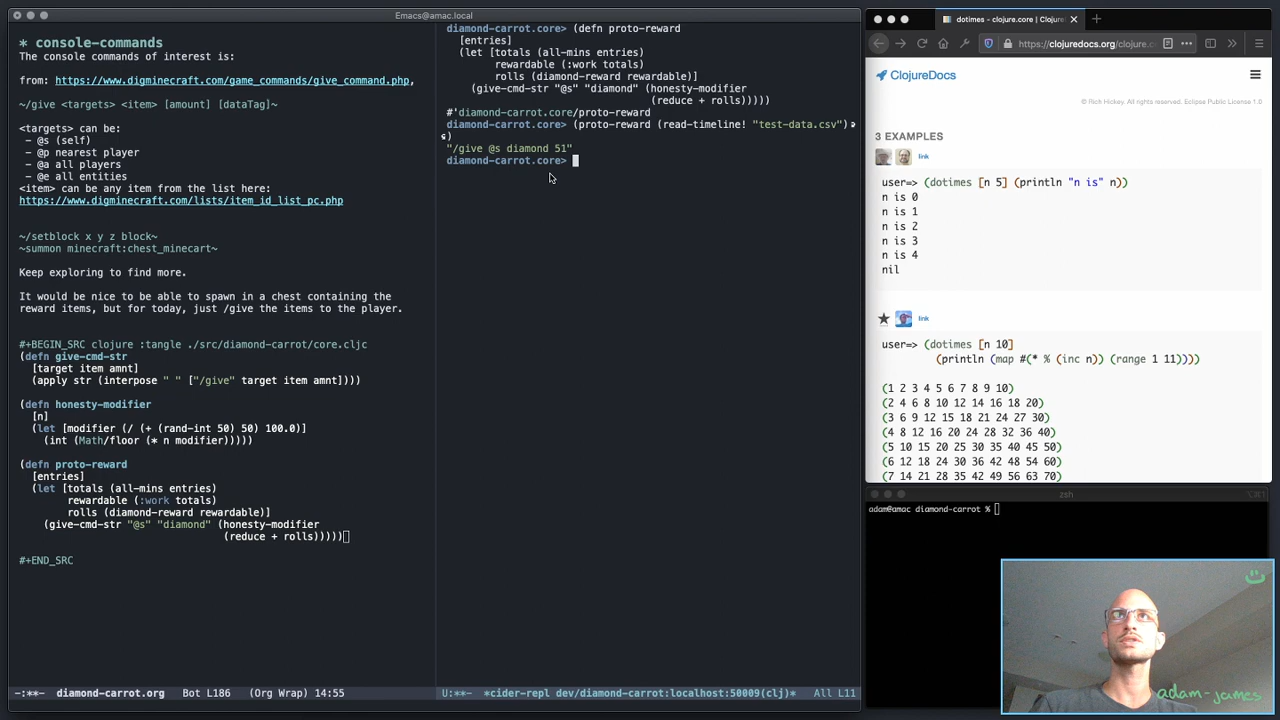 Emacs@amac.local
* console-commands
The console commands of interest is:
from: https://www.digminecraft.com/game_commands/give_command.php,
~/give <targets> <item> [amount] [dataTag]~
<targets> can be:
- @s (self)
- @p nearest player
- @a all players
- @e all entities
<item> can be any item from the list here:
https://www.digminecraft.com/lists/item_id_list_pc.php
~/setblock x y z block~
~summon minecraft:chest_minecart~
Keep exploring to find more.
It would be nice to be able to spawn in a chest containing the
reward items, but for today, just /give the items to the player.
#+BEGIN_SRC clojure :tangle ./src/diamond-carrot/core.cljc
(defn give-cmd-str
[target item amnt]
(apply str (interpose " " ["/give" target item amnt])))
(defn honesty-modifier
[n]
(let [modifier (/ (+ (rand-int 50) 50) 100.0)]
(int (Math/floor (* n modifier)))))
(defn proto-reward
[entries]
(let [totals (all-mins entries)
rewardable (:work totals)
rolls (diamond-reward rewardable)]
(give-cmd-str "@s" "diamond" (honesty-modifier
(reduce + rolls)))))
#+END_SRC
-:**- diamond-carrot.org Bot L186 (Org Wrap) 14:55
diamond-carrot.core> (defn proto-reward
[entries]
(let [totals (all-mins entries)
rewardable (:work totals)
rolls (diamond-reward rewardable)]
(give-cmd-str "@s" "diamond" (honesty-modifier
(reduce + rolls)))))
#'diamond-carrot.core/proto-reward
diamond-carrot.core> (proto-reward (read-timeline! "test-data.csv")
)
"/give @s diamond 51"
diamond-carrot.core>
U:**- *cider-repl dev/diamond-carrot:localhost:50009(clj)* All L11
dotimes - clojure.core | Clojure
https://clojuredocs.org/clojure.c
ClojureDocs
© Rich Hickey. All rights reserved. Eclipse Public License 1.0
3 EXAMPLES
link
user=> (dotimes [n 5] (println "n is" n))
n is 0
n is 1
n is 2
n is 3
n is 4
nil
link
user=> (dotimes [n 10]
(println (map #(* % (inc n)) (range 1 11))))
(1 2 3 4 5 6 7 8 9 10)
(2 4 6 8 10 12 14 16 18 20)
(3 6 9 12 15 18 21 24 27 30)
(4 8 12 16 20 24 28 32 36 40)
(5 10 15 20 25 30 35 40 45 50)
(6 12 18 24 30 36 42 48 54 60)
(7 14 21 28 35 42 49 56 63 70)
zsh
adam@amac diamond-carrot %
adam-james